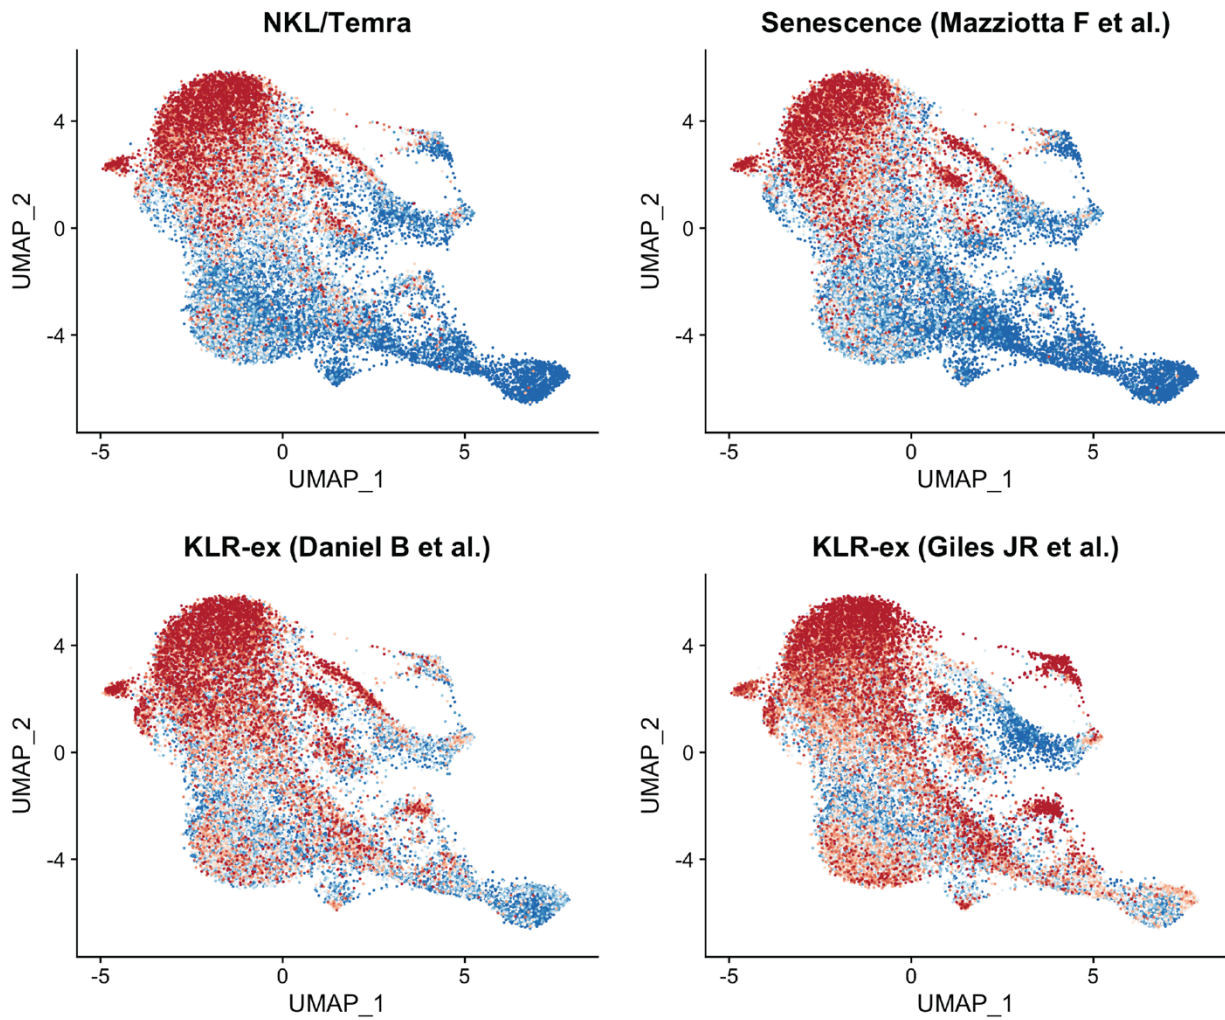 NKL/Temra
Senescence (Mazziotta F et al.)
4
0
-4
UMAP_2
-5
0
5
UMAP_1
4
0
-4
UMAP_2
-5
0
5
UMAP_1
KLR-ex (Daniel B et al.)
KLR-ex (Giles JR et al.)
4
0
-4
UMAP_2
-5
0
5
UMAP_1
4
0
-4
UMAP_2
-5
0
5
UMAP_1